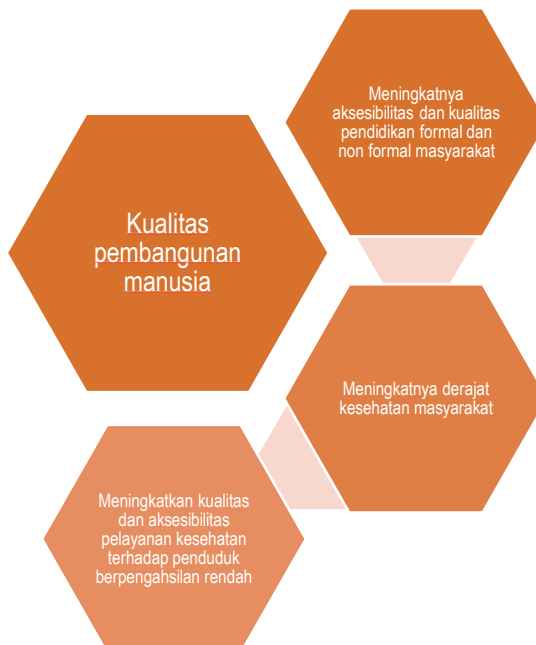 Meningkatnya
aksesibilitas dan kualitas
pendidikan formal dan
non formal masyarakat
Kualitas
pembangunan
manusia
Meningkatnya derajat
kesehatan masyarakat
Meningkatkan kualitas
dan aksesibilitas
pelayanan kesehatan
terhadap penduduk
berpengahsilan rendah